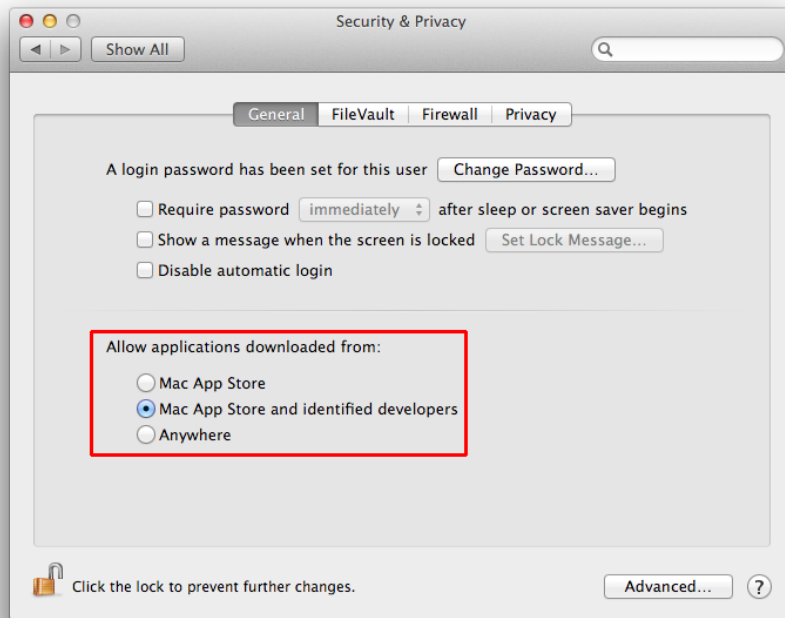 Security & Privacy
Show All
General FileVault Firewall Privacy
A login password has been set for this user Change Password...
Require password immediately after sleep or screen saver begins
Show a message when the screen is locked Set Lock Message...
Disable automatic login
Allow applications downloaded from:
Mac App Store
Mac App Store and identified developers
Anywhere
Click the lock to prevent further changes. Advanced... ?